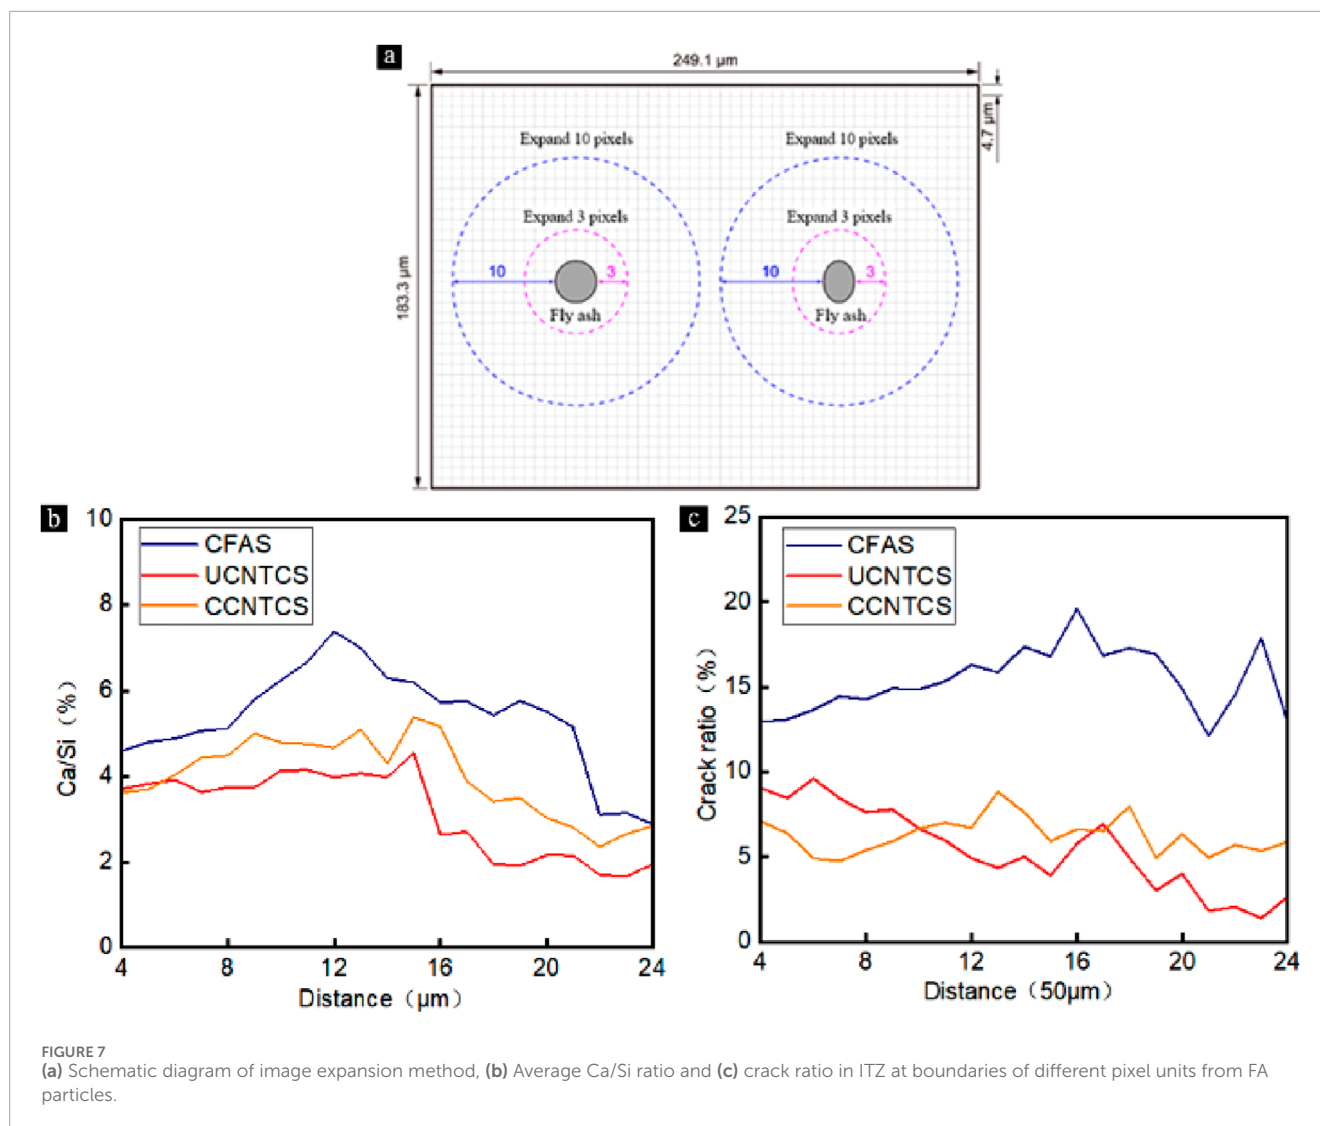 a
249.1 μm
4.7 μm
183.3 μm
Expand 10 pixels
Expand 10 pixels
Expand 3 pixels
Expand 3 pixels
10
3
10
3
Fly ash
Fly ash
b
10
8
6
4
2
0
Ca/Si（%）
CFAS
UCNTCS
CCNTCS
4 8 12 16 20 24
Distance（μm）
c
25
20
15
10
5
0
Crack ratio（%）
CFAS
UCNTCS
CCNTCS
4 8 12 16 20 24
Distance（50μm）
FIGURE 7
(a) Schematic diagram of image expansion method, (b) Average Ca/Si ratio and (c) crack ratio in ITZ at boundaries of different pixel units from FA
particles.